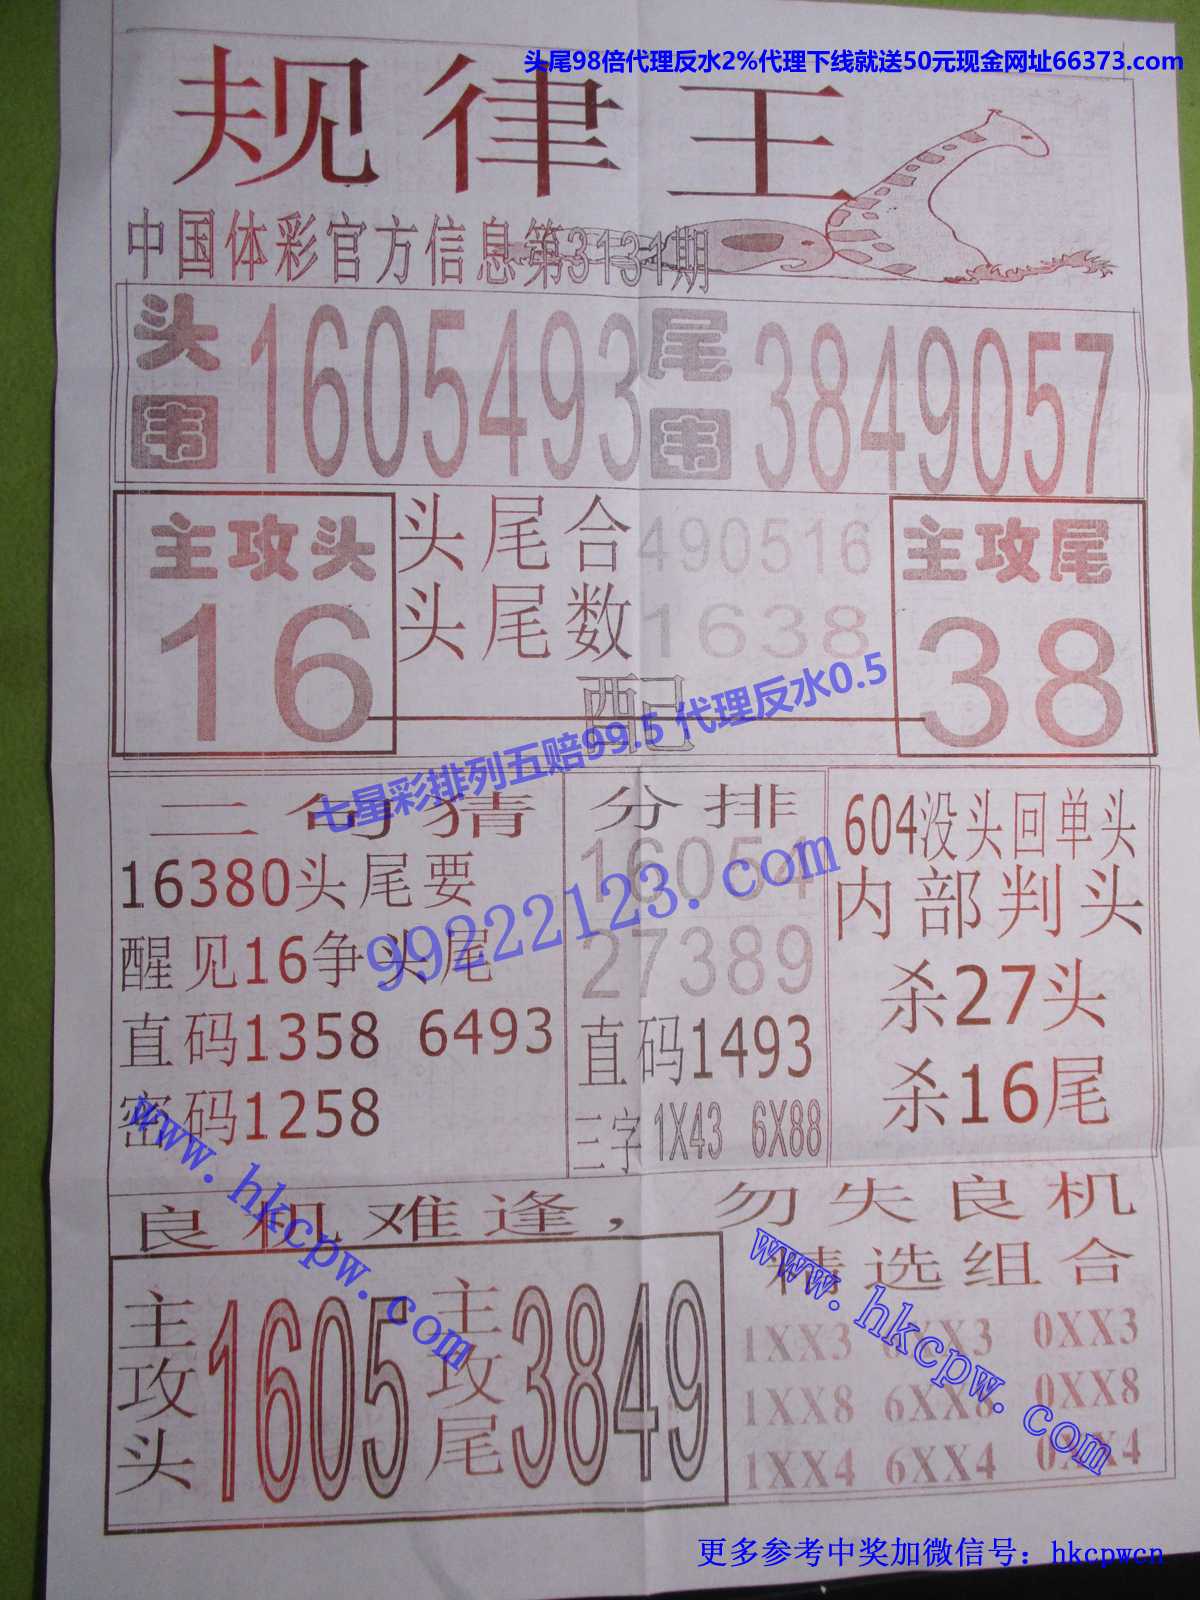 头尾98倍代理反水2%代理下线就送50元现金网址66373.com
规律王
中国体彩官方信息第3131期
头围 1605493 尾围 3849057
主攻头 16
头尾合490516
头尾数1638
配
主攻尾 38
七星彩排列五赔99.5 代理反水0.5
二句猜
16380头尾要
醒见16争头尾
直码1358 6493
密码1258
99222123.com
分排
16054
27389
直码1493
三字 1X43 6X88
604没头回单头
内部判头
杀27头
杀16尾
www.hkcpw.com
良机难逢，勿失良机
主攻头 1605 主攻尾 3849
精选组合
1XX3 6XX3 0XX3
1XX8 6XX8 0XX8
1XX4 6XX4 0XX4
www.hkcpw.com
更多参考中奖加微信号：hkcpwcn